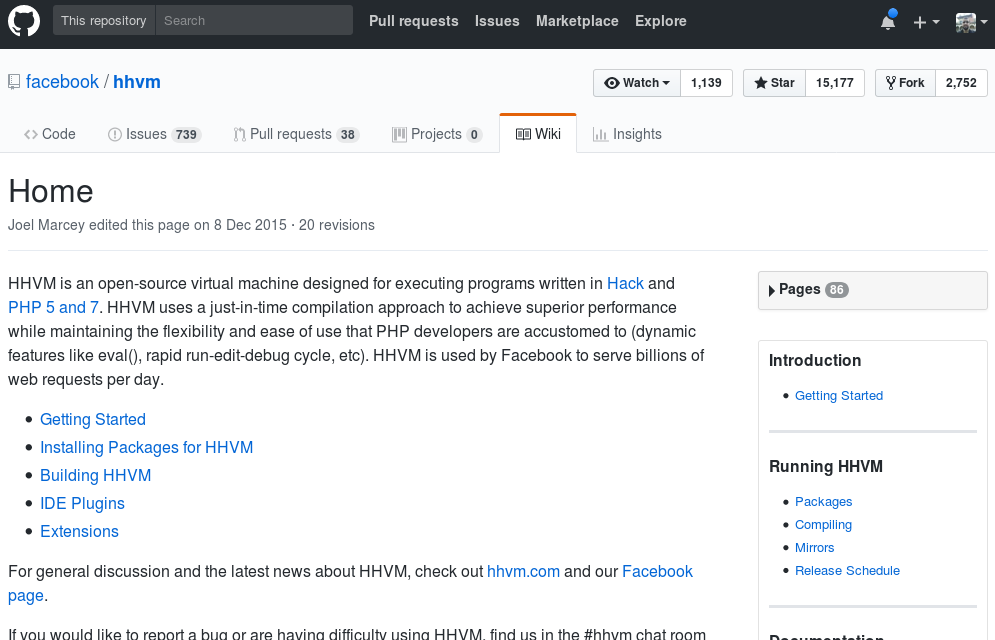 This repository Search Pull requests Issues Marketplace Explore
facebook / hhvm
Watch 1,139 Star 15,177 Fork 2,752
Code Issues 739 Pull requests 38 Projects 0 Wiki Insights
Home
Joel Marcey edited this page on 8 Dec 2015 · 20 revisions
HHVM is an open-source virtual machine designed for executing programs written in Hack and
PHP 5 and 7. HHVM uses a just-in-time compilation approach to achieve superior performance
while maintaining the flexibility and ease of use that PHP developers are accustomed to (dynamic
features like eval(), rapid run-edit-debug cycle, etc). HHVM is used by Facebook to serve billions of
web requests per day.
Getting Started
Installing Packages for HHVM
Building HHVM
IDE Plugins
Extensions
For general discussion and the latest news about HHVM, check out hhvm.com and our Facebook
page.
If you would like to report a bug or are having difficulty using HHVM, find us in the #hhvm chat room
Pages 86
Introduction
Getting Started
Running HHVM
Packages
Compiling
Mirrors
Release Schedule
Documentation